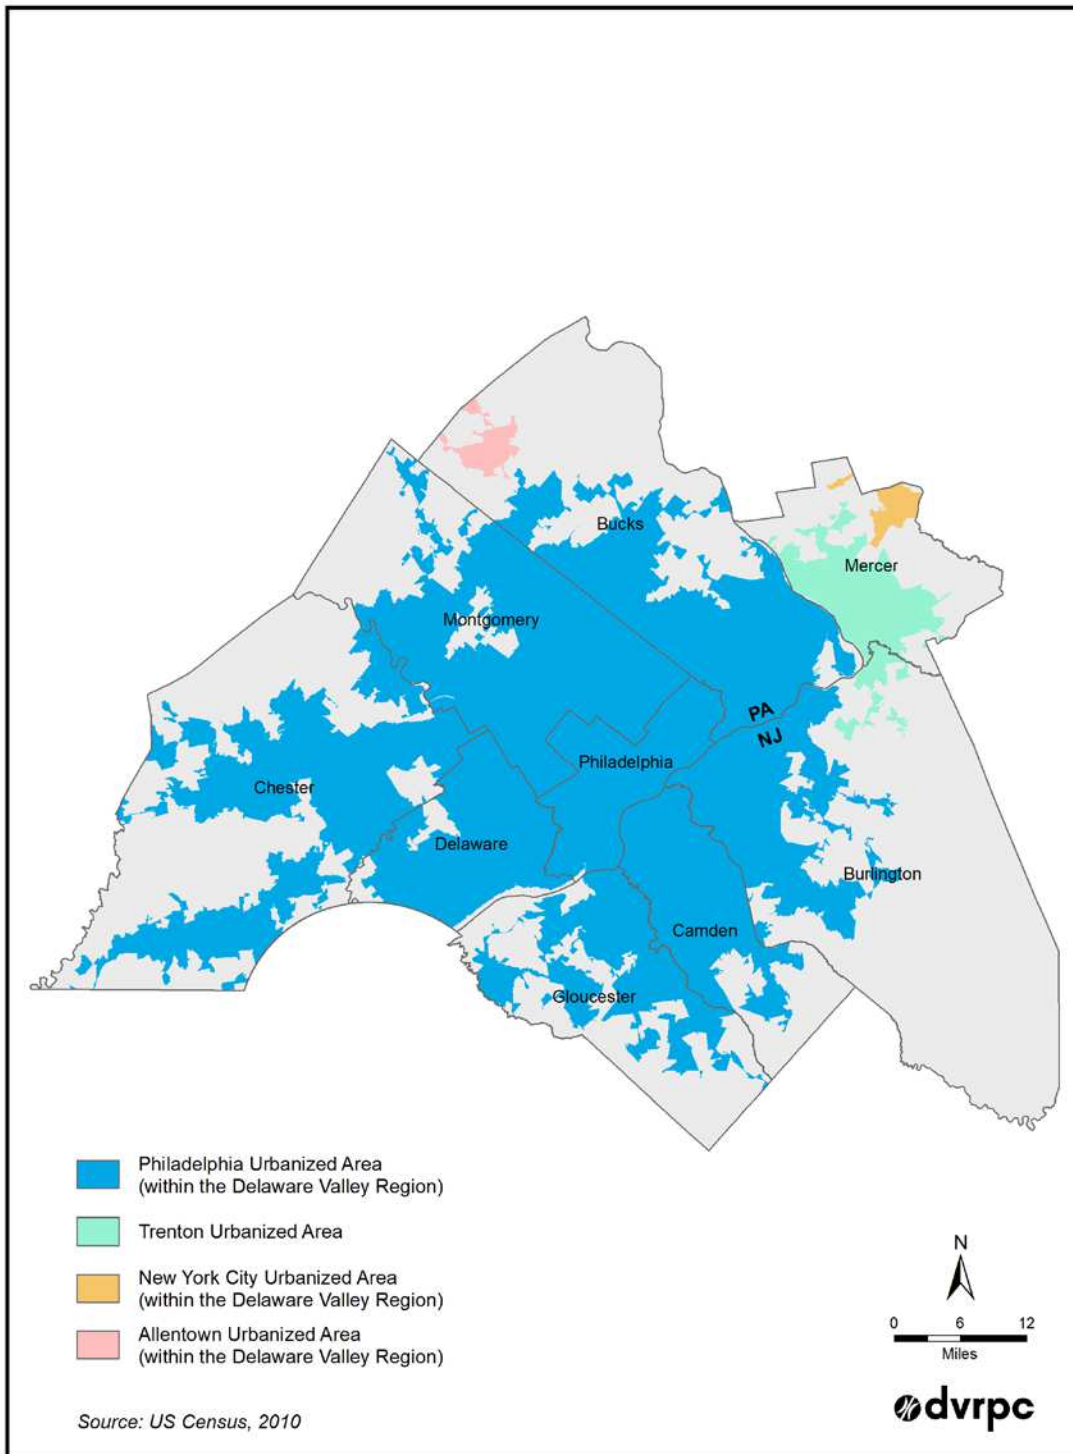 Bucks
Mercer
Montgomery
PA
NJ
Philadelphia
Chester
Delaware
Burlington
Camden
Gloucester
Philadelphia Urbanized Area
(within the Delaware Valley Region)
Trenton Urbanized Area
New York City Urbanized Area
(within the Delaware Valley Region)
Allentown Urbanized Area
(within the Delaware Valley Region)
N
0 6 12
Miles
dvrpc
Source: US Census, 2010